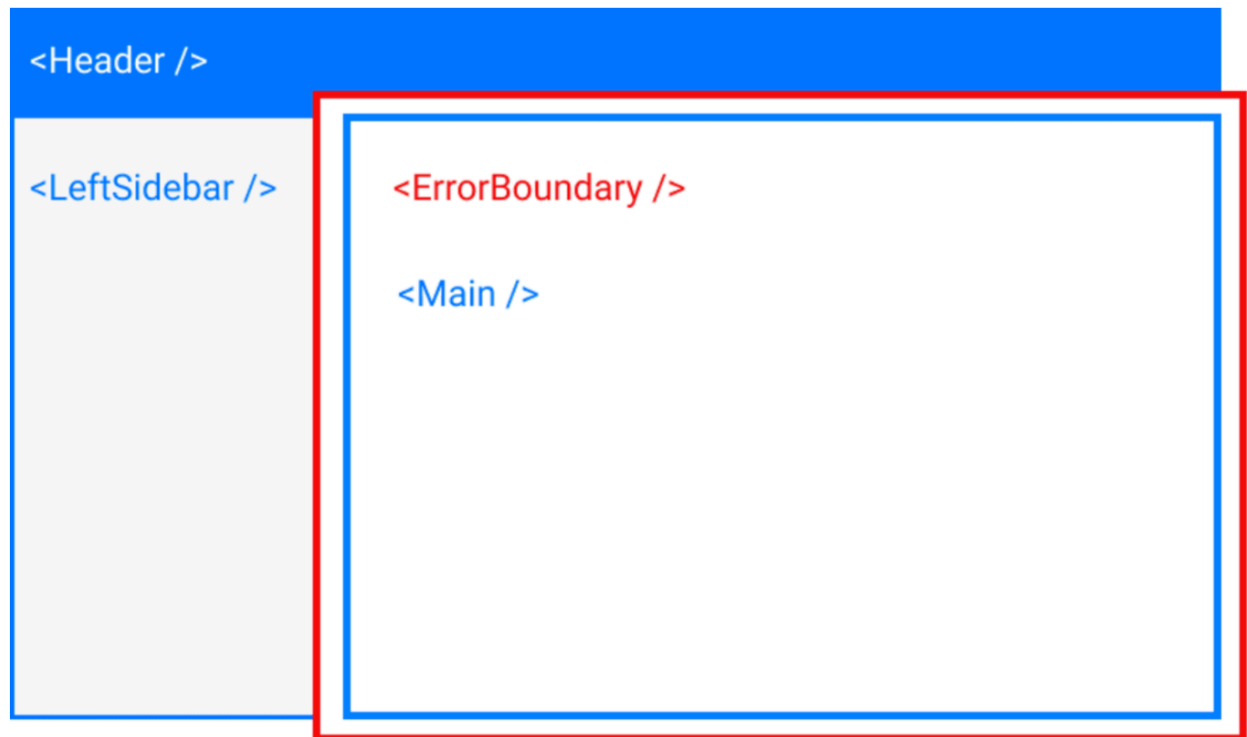 <Header />
<LeftSidebar />
<ErrorBoundary />
<Main />